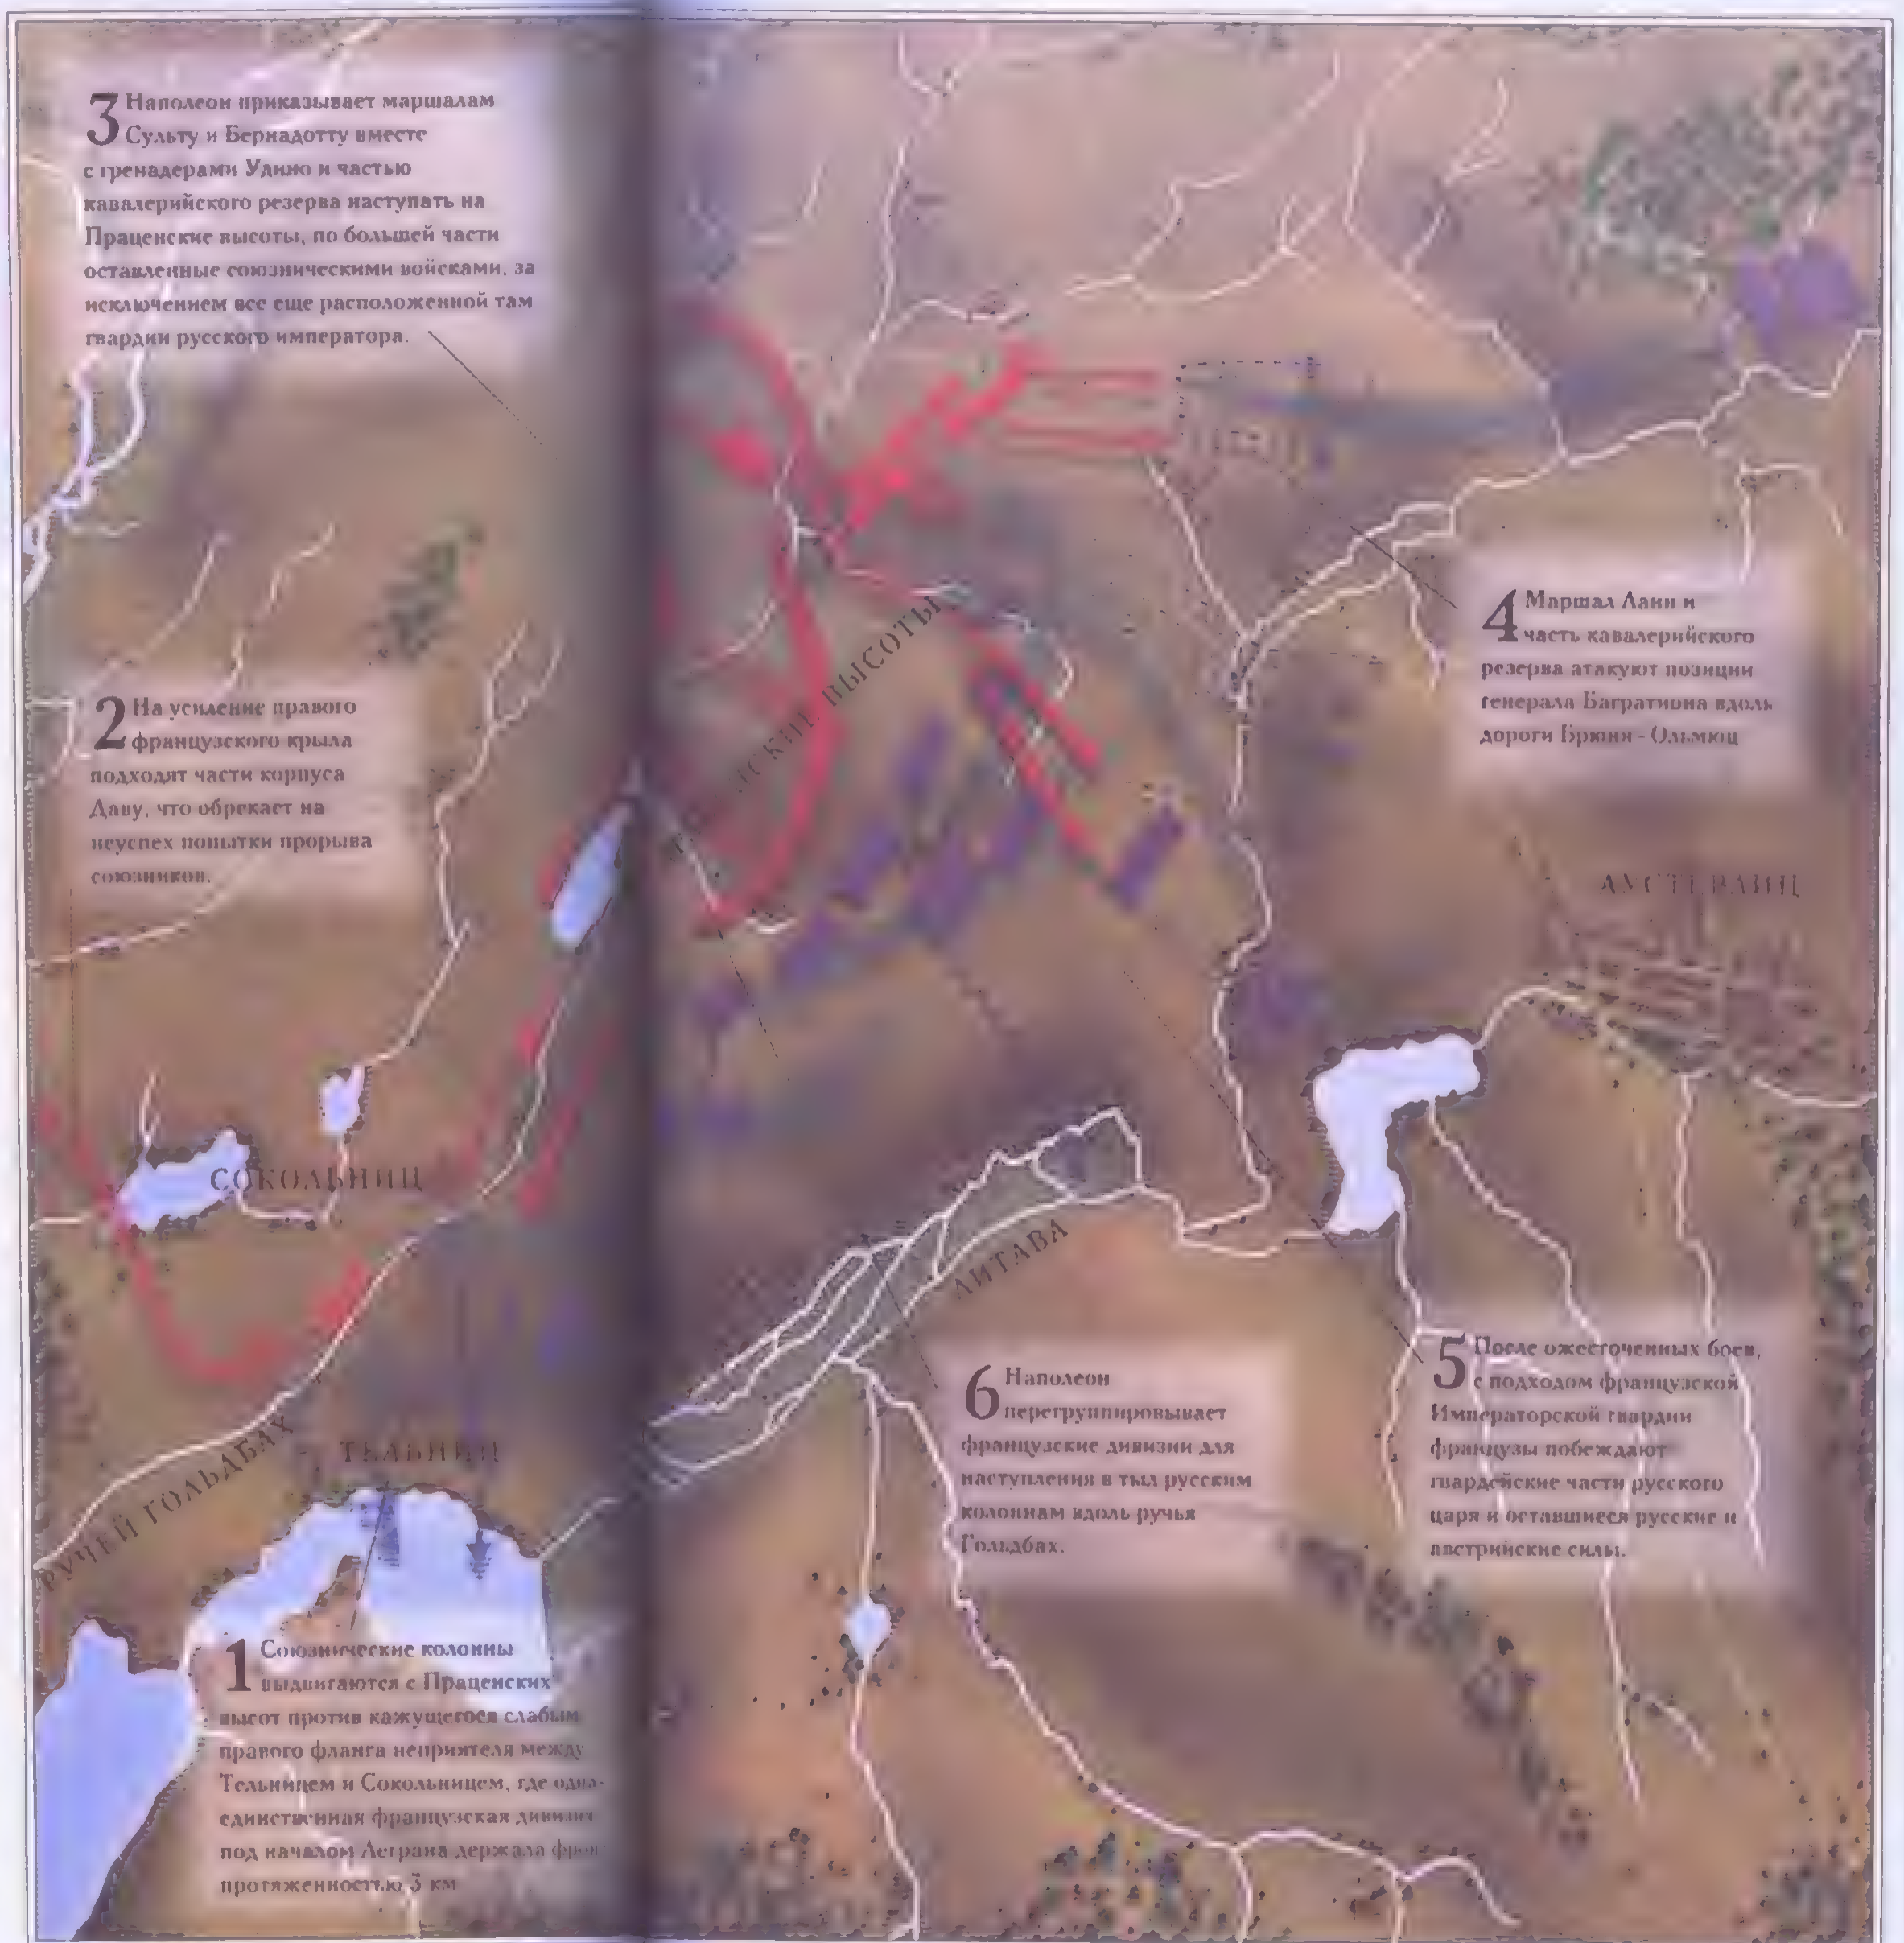 3 Наполеон приказывает маршалам
Сульту и Бернадотту вместе
с гренадерами Удино и частью
кавалерийского резерва наступать на
Праценские высоты, по большей части
оставленные союзническими войсками, за
исключением все еще расположенной там
гвардии русского императора.
2 На усиление правого
французского крыла
подходят части корпуса
Даву, что обрекает на
неуспех попытки прорыва
союзников.
ВЫСОТЫ
4 Маршал Ланн и
часть кавалерийского
резерва атакуют позиции
генерала Багратиона вдоль
дороги Брюнн - Ольмюц
АУСТЕРЛИЦ
СОКОЛЬНИЦ
ЛИТАВА
ТЕЛЬНИЦ
РУЧЕЙ ГОЛЬДБАХ
6 Наполеон
перегруппировывает
французские дивизии для
наступления в тыл русским
колоннам вдоль ручья
Гольдбах.
5 После ожесточенных боев,
с подходом французской
Императорской гвардии
французы побеждают
гвардейские части русского
царя и оставшиеся русские и
австрийские силы.
1 Союзнические колонны
выдвигаются с Праценских
высот против кажущегося слабым
правого фланга неприятеля между
Тельницем и Сокольницем, где одна-
единственная французская дивизия
под началом Леграна держала фронт
протяженностью 3 км